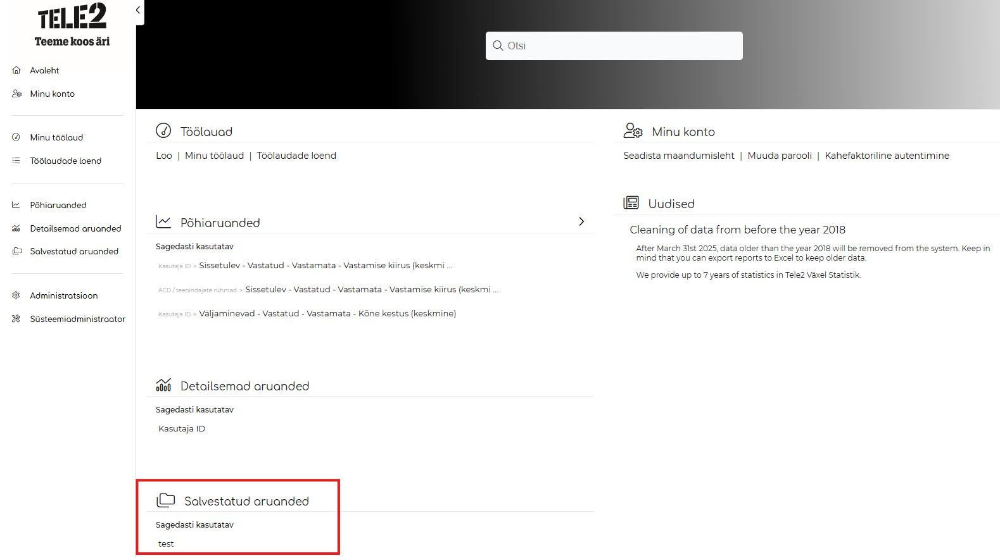 TELE2
Teeme koos äri
Avaleht
Minu konto
Minu töölaud
Töölaudade loend
Põhiaruanded
Detailsemad aruanded
Salvestatud aruanded
Administratsioon
Süsteemiadministraator
Otsi
Töölauad
Loo | Minu töölaud | Töölaudade loend
Põhiaruanded
Sagedasti kasutatav
Kasutaja ID > Sissetulev - Vastatud - Vastamata - Vastamise kiirus (keskmi ...
ACD / teenindajate rühmad > Sissetulev - Vastatud - Vastamata - Vastamise kiirus (keskmi ...
Kasutaja ID > Väljaminevad - Vastatud - Vastamata - Kõne kestus (keskmine)
Detailsemad aruanded
Sagedasti kasutatav
Kasutaja ID
Salvestatud aruanded
Sagedasti kasutatav
test
Minu konto
Seadista maandumisleht | Muuda parooli | Kahefaktoriline autentimine
Uudised
Cleaning of data from before the year 2018
After March 31st 2025, data older than the year 2018 will be removed from the system. Keep in
mind that you can export reports to Excel to keep older data.
We provide up to 7 years of statistics in Tele2 Växel Statistik.